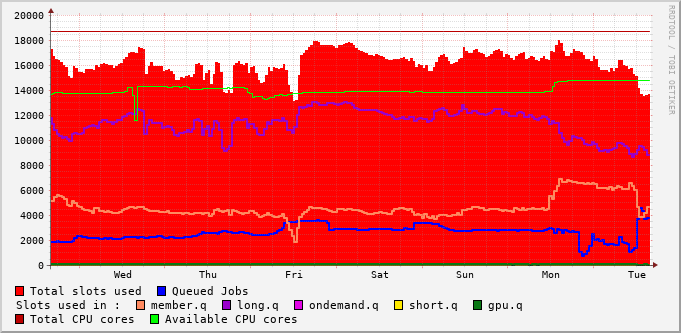 20000
18000
16000
14000
12000
10000
8000
6000
4000
2000
0
Wed Thu Fri Sat Sun Mon Tue
RRDTOOL / TOBI OETIKER
Total slots used Queued Jobs
Slots used in : member.q long.q ondemand.q short.q gpu.q
Total CPU cores Available CPU cores